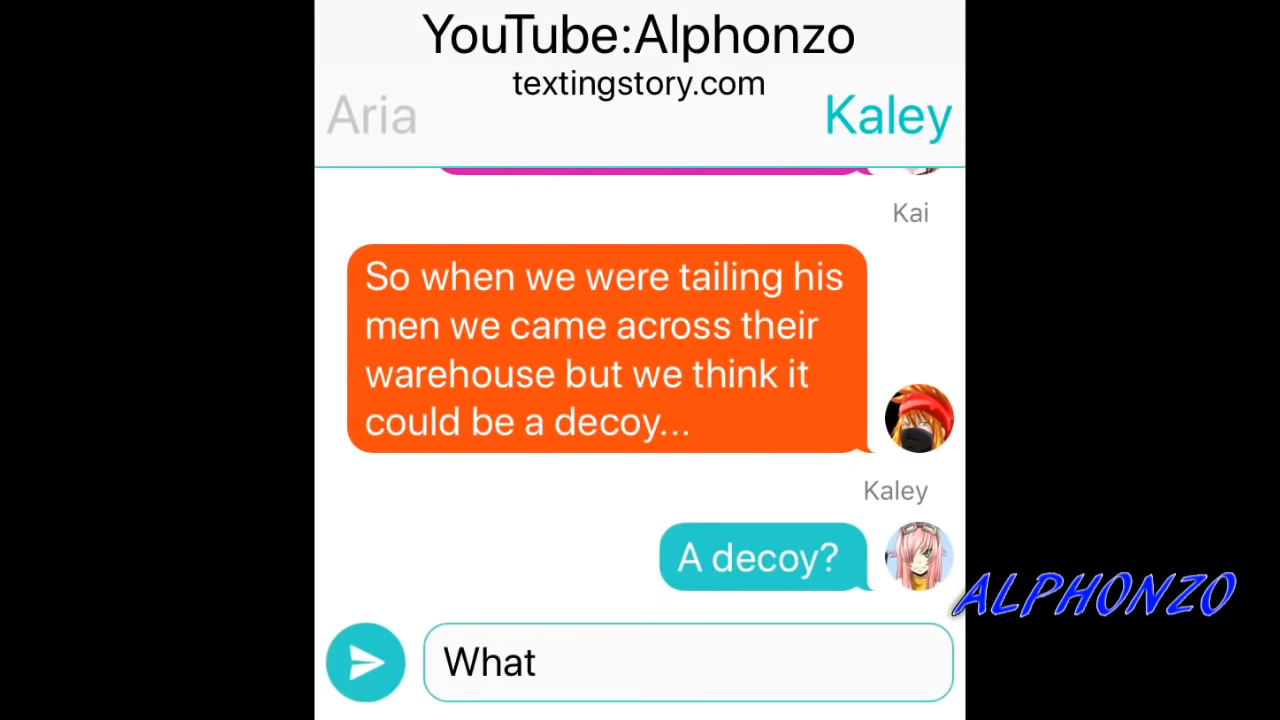 YouTube:Alphonzo
textingstory.com
Aria
Kaley
Kai
So when we were tailing his
men we came across their
warehouse but we think it
could be a decoy...
Kaley
A decoy?
ALPHONZO
What